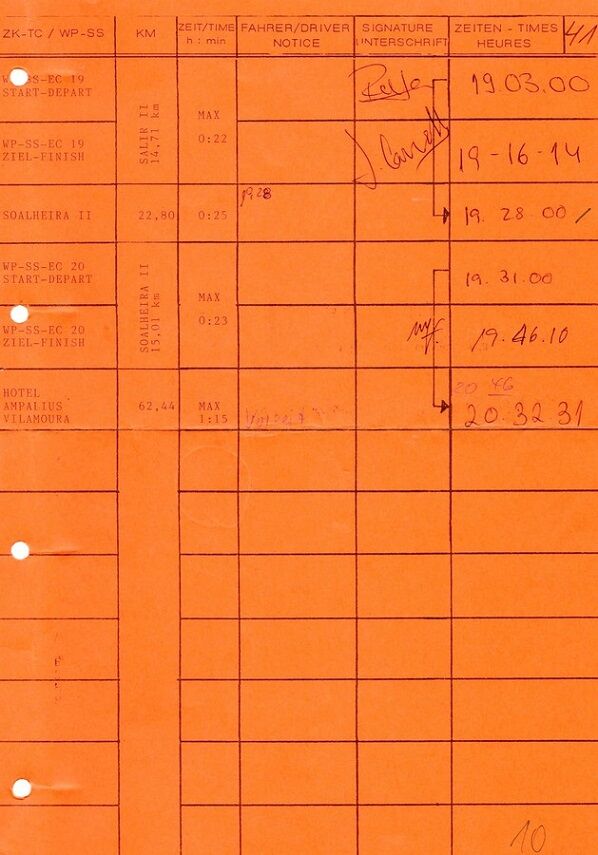 ZK-TC / WP-SS KM ZEIT/TIME FAHRER/DRIVER SIGNATURE ZEITEN - TIMES 41
h : min NOTICE UNTERSCHRIFT HEURES
WP-SS-EC 19
START-DEPART
19.03.00
SALIR II
14,71 km
MAX
0:22
WP-SS-EC 19
ZIEL-FINISH
19-16-14
SOALHEIRA II 22,80 0:25 19,28 19.28.00 /
WP-SS-EC 20
START-DEPART
19.31.00
SOALHEIRA II
15,01 km
MAX
0:23
WP-SS-EC 20
ZIEL-FINISH
19.46.10
HOTEL
AMPALIUS
VILAMOURA
62,44
MAX
1:15
20 46
20.32 31
10